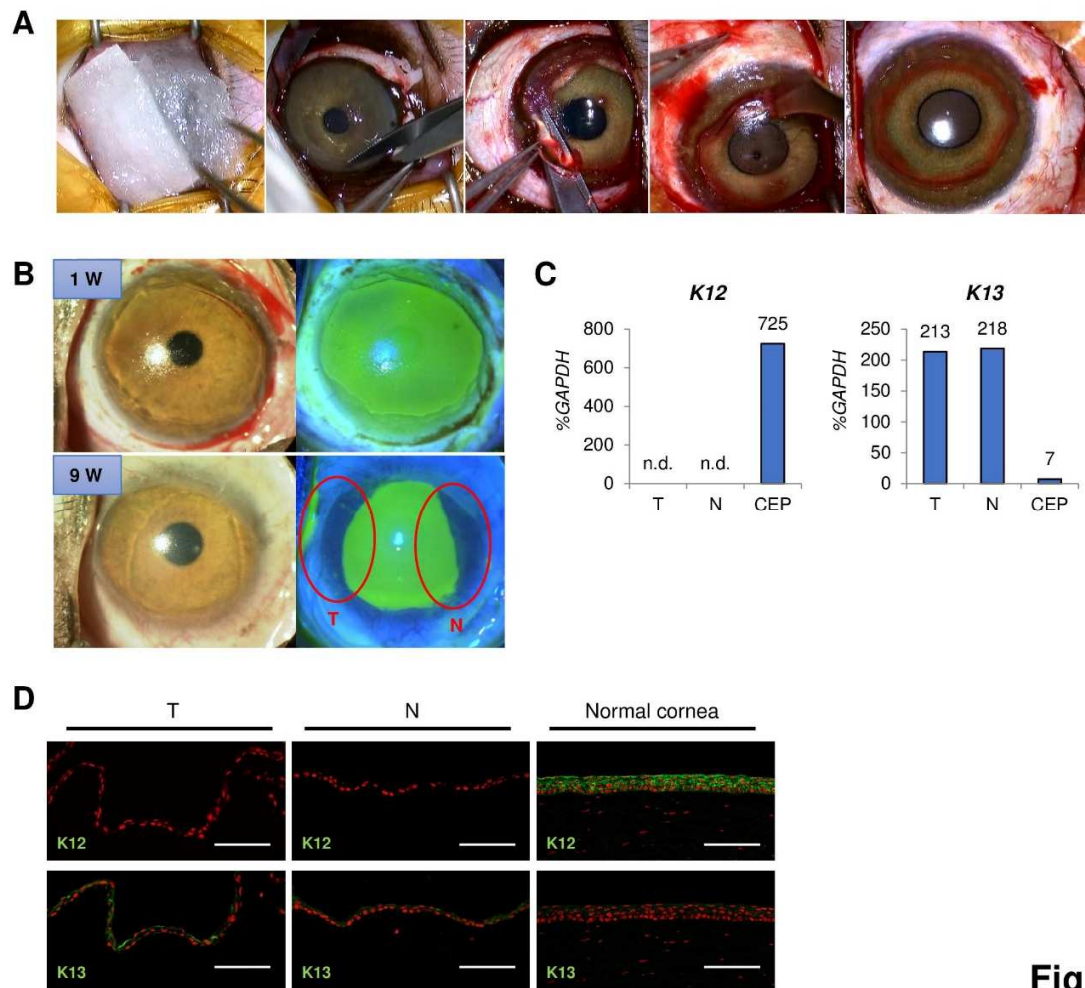 A
B
1 W
9 W
T
N
C
K12
%GAPDH
800
600
400
200
0
n.d.
n.d.
725
T
N
CEP
K13
%GAPDH
250
200
150
100
50
0
213
218
7
T
N
CEP
D
T
N
Normal cornea
K12
K12
K12
K13
K13
K13
Fig